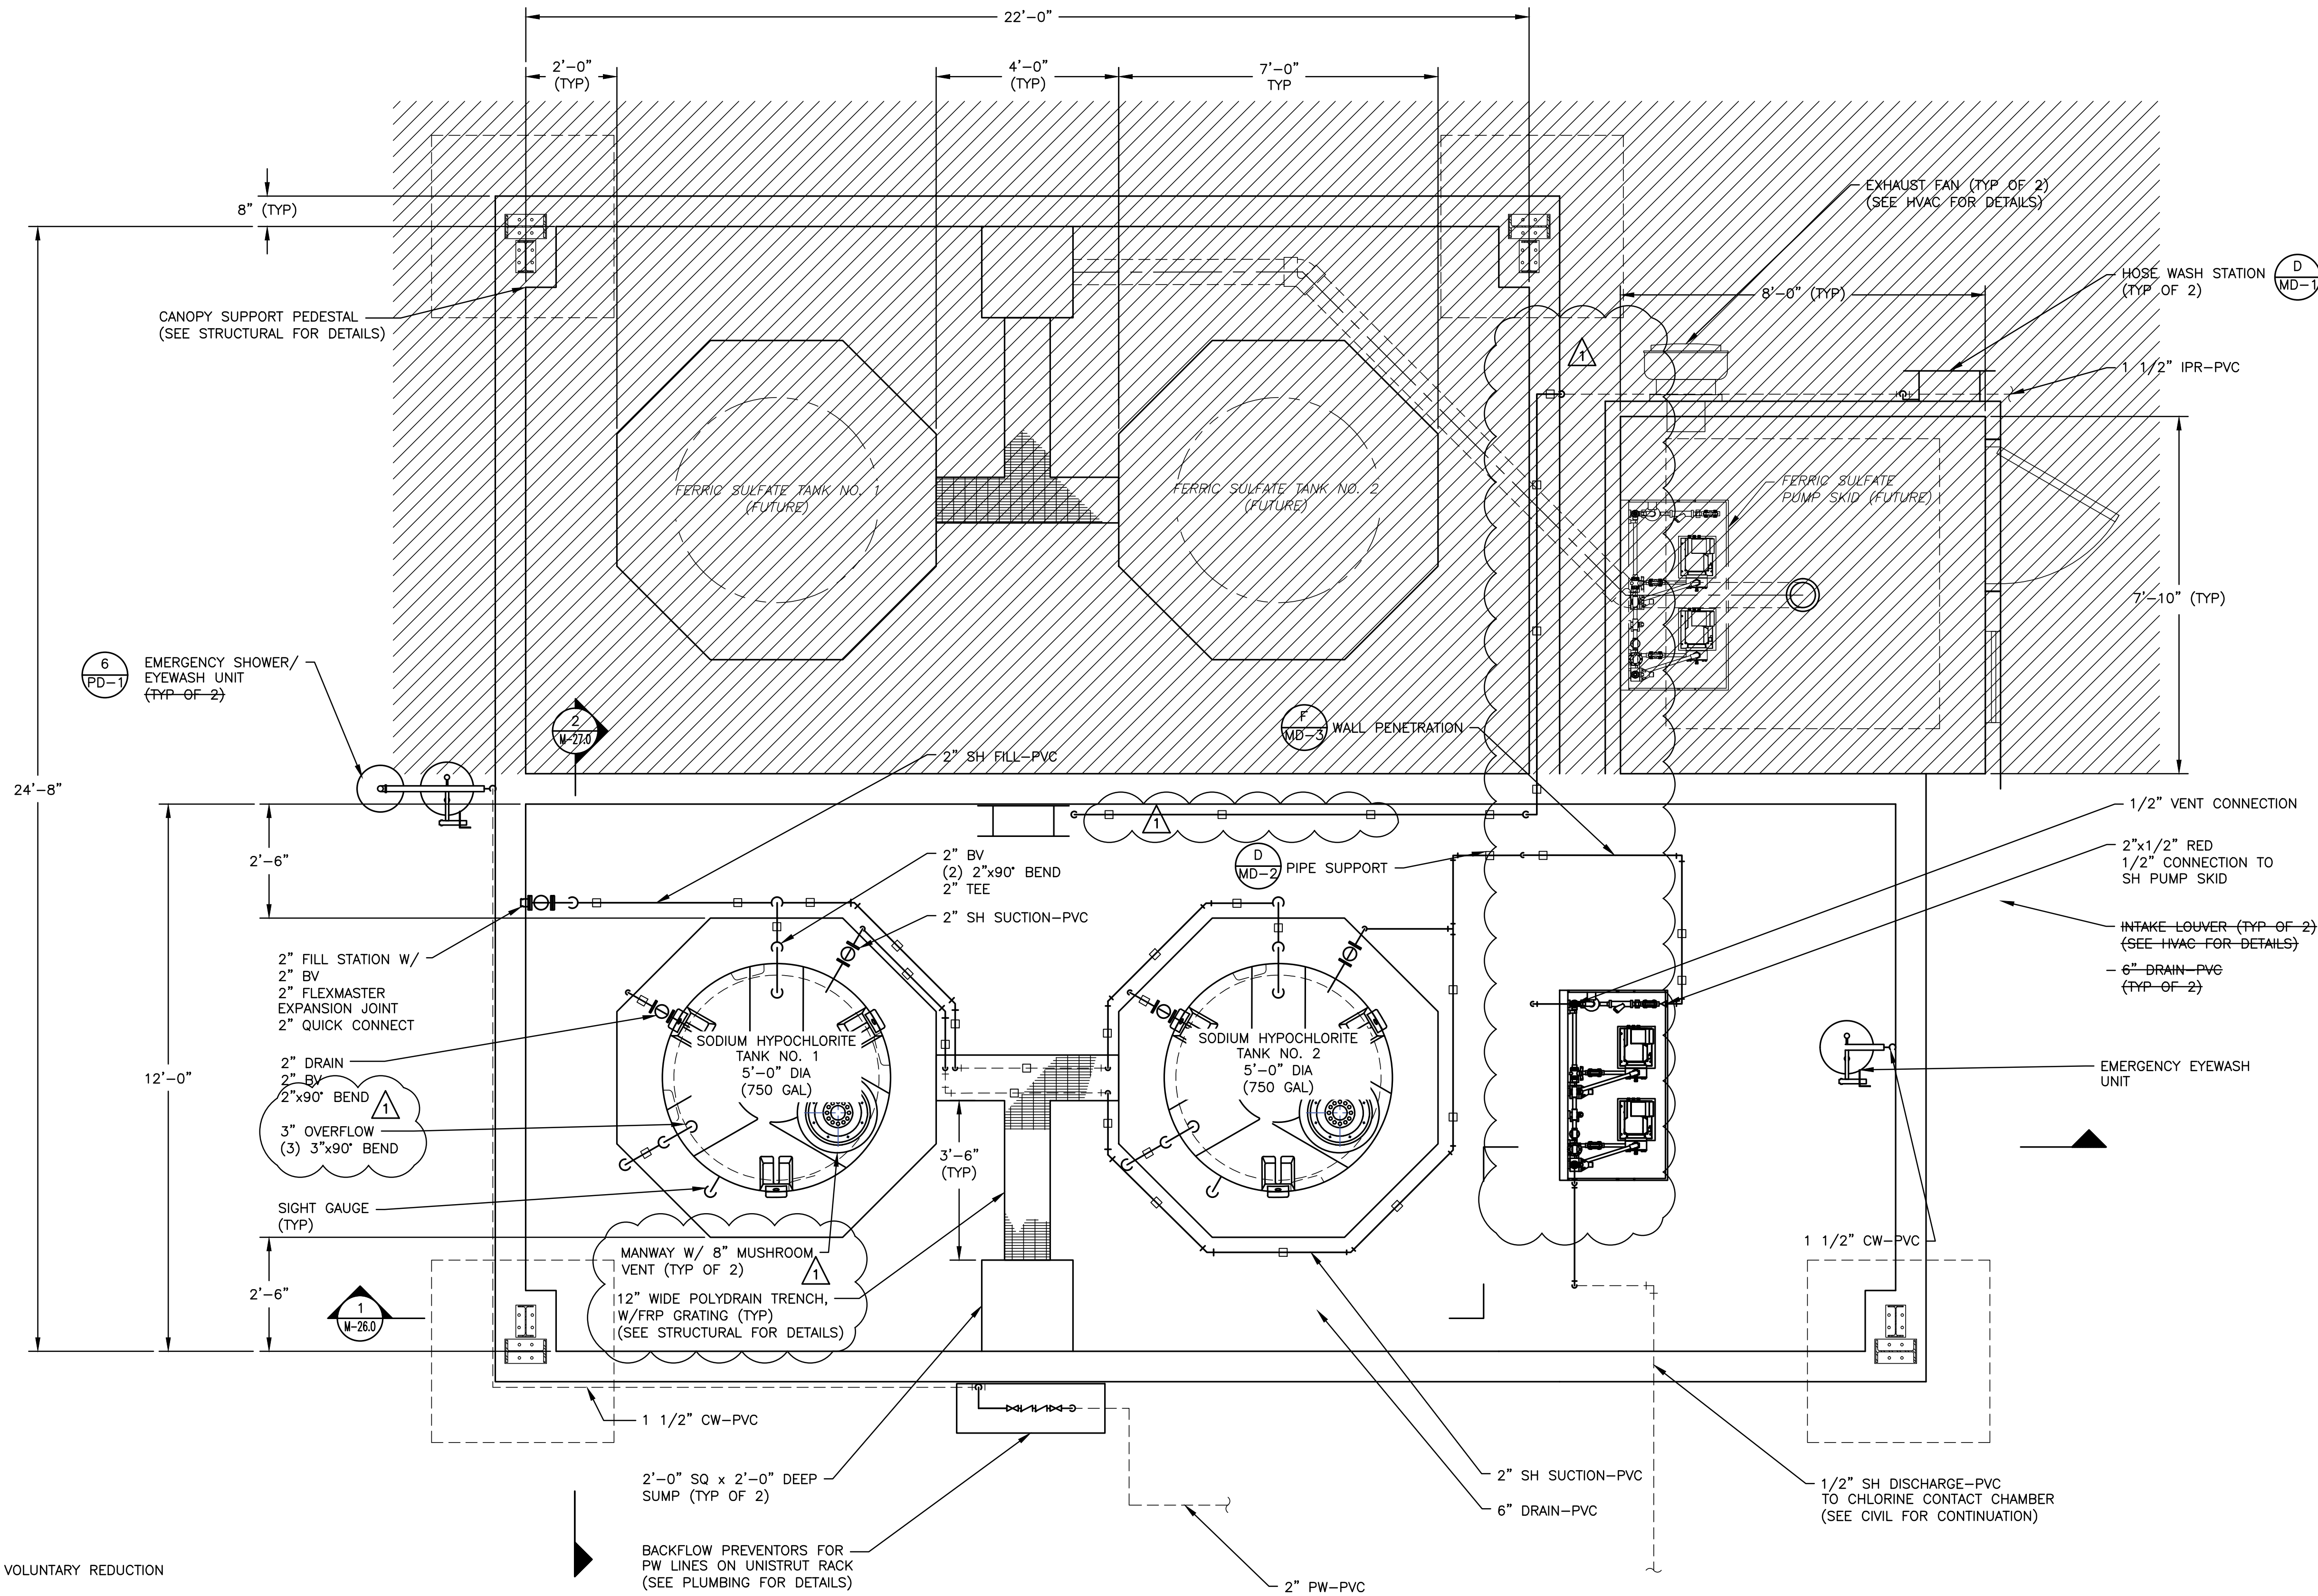 22'-0"
2'-0"
(TYP)
4'-0"
(TYP)
7'-0"
TYP
8" (TYP)
EXHAUST FAN (TYP OF 2)
(SEE HVAC FOR DETAILS)
HOSE WASH STATION
(TYP OF 2)
D
MD-1
8'-0" (TYP)
CANOPY SUPPORT PEDESTAL
(SEE STRUCTURAL FOR DETAILS)
1
1 1/2" IPR-PVC
FERRIC SULFATE TANK NO. 1
(FUTURE)
FERRIC SULFATE TANK NO. 2
(FUTURE)
FERRIC SULFATE
PUMP SKID (FUTURE)
7'-10" (TYP)
6
PD-1
EMERGENCY SHOWER/
EYEWASH UNIT
(TYP OF 2)
2
M-27.0
F
MD-3
WALL PENETRATION
2" SH FILL-PVC
24'-8"
1
1/2" VENT CONNECTION
2'-6"
2" BV
(2) 2"x90° BEND
2" TEE
D
MD-2
PIPE SUPPORT
2"x1/2" RED
1/2" CONNECTION TO
SH PUMP SKID
2" SH SUCTION-PVC
INTAKE LOUVER (TYP OF 2)
(SEE HVAC FOR DETAILS)
6" DRAIN-PVC
(TYP OF 2)
2" FILL STATION W/
2" BV
2" FLEXMASTER
EXPANSION JOINT
2" QUICK CONNECT
SODIUM HYPOCHLORITE
TANK NO. 1
5'-0" DIA
(750 GAL)
SODIUM HYPOCHLORITE
TANK NO. 2
5'-0" DIA
(750 GAL)
12'-0"
2" DRAIN
2" BV
2"x90° BEND
1
3" OVERFLOW
(3) 3"x90° BEND
EMERGENCY EYEWASH
UNIT
3'-6"
(TYP)
SIGHT GAUGE
(TYP)
MANWAY W/ 8" MUSHROOM
VENT (TYP OF 2)
1
1 1/2" CW-PVC
2'-6"
1
M-26.0
12" WIDE POLYDRAIN TRENCH,
W/FRP GRATING (TYP)
(SEE STRUCTURAL FOR DETAILS)
1 1/2" CW-PVC
2'-0" SQ x 2'-0" DEEP
SUMP (TYP OF 2)
2" SH SUCTION-PVC
6" DRAIN-PVC
1/2" SH DISCHARGE-PVC
TO CHLORINE CONTACT CHAMBER
(SEE CIVIL FOR CONTINUATION)
BACKFLOW PREVENTORS FOR
PW LINES ON UNISTRUT RACK
(SEE PLUMBING FOR DETAILS)
2" PW-PVC
VOLUNTARY REDUCTION